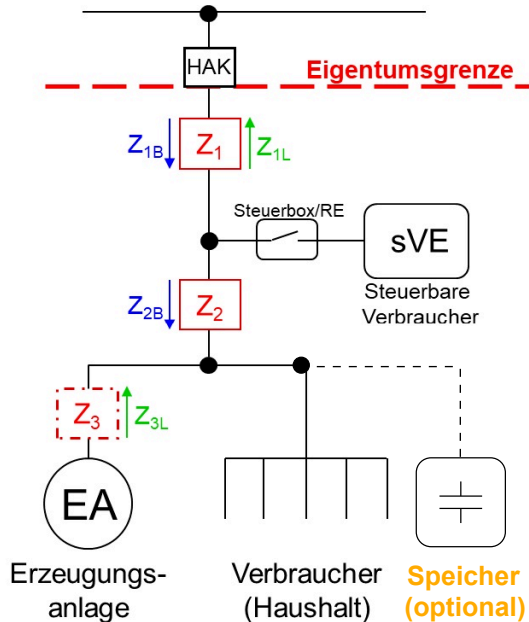 HAK
Eigentumsgrenze
Z1B
Z1
Z1L
Steuerbox/RE
sVE
Steuerbare
Verbraucher
Z2B
Z2
Z3
Z3L
EA
Erzeugungs-
anlage
Verbraucher
(Haushalt)
Speicher
(optional)